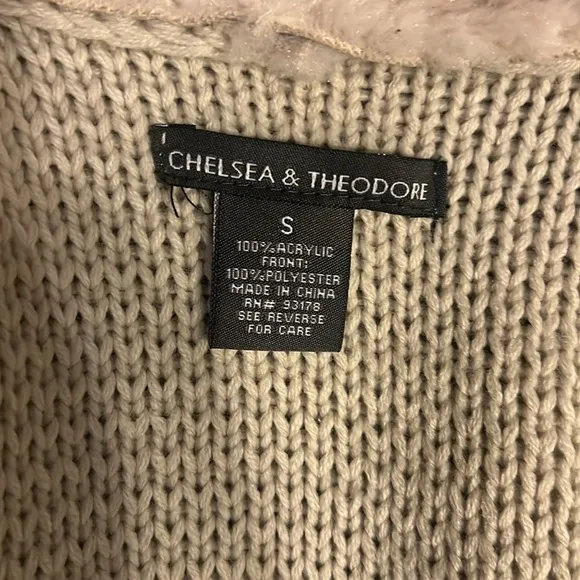 CHELSEA & THEODORE
S
100%ACRYLIC
FRONT:
100%POLYESTER
MADE IN CHINA
RN# 93178
SEE REVERSE
FOR CARE